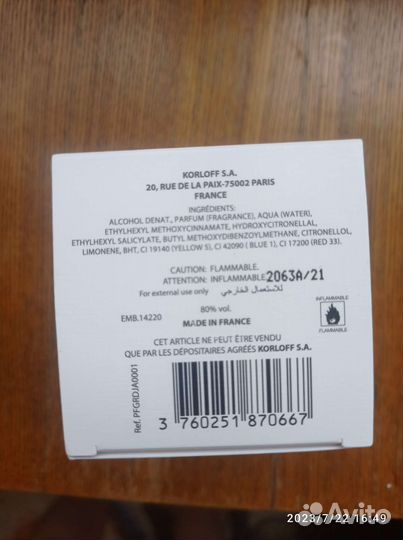 KORLOFF S.A.
20, RUE DE LA PAIX-75002 PARIS
FRANCE
INGRÉDIENTS:
ALCOHOL DENAT., PARFUM (FRAGRANCE), AQUA (WATER),
ETHYLHEXYL METHOXYCINNAMATE, HYDROXYCITRONELLAL,
ETHYLHEXYL SALICYLATE, BUTYL METHOXYDIBENZOYLMETHANE, CITRONELLOL,
LIMONENE, BHT, CI 19140 (YELLOW 5), CI 42090 ( BLUE 1), CI 17200 (RED 33).
CAUTION: FLAMMABLE.
ATTENTION: INFLAMMABLE 2063A/21
For external use only للاستعمال الخارجي
INFLAMMABLE
FLAMMABLE
80% vol.
EMB.14220
MADE IN FRANCE
CET ARTICLE NE PEUT ÊTRE VENDU
QUE PAR LES DÉPOSITAIRES AGRÉÉS KORLOFF S.A.
Ref. PFGRDJA0001
3 760251 870667
2023/7/22 16:49
Avito